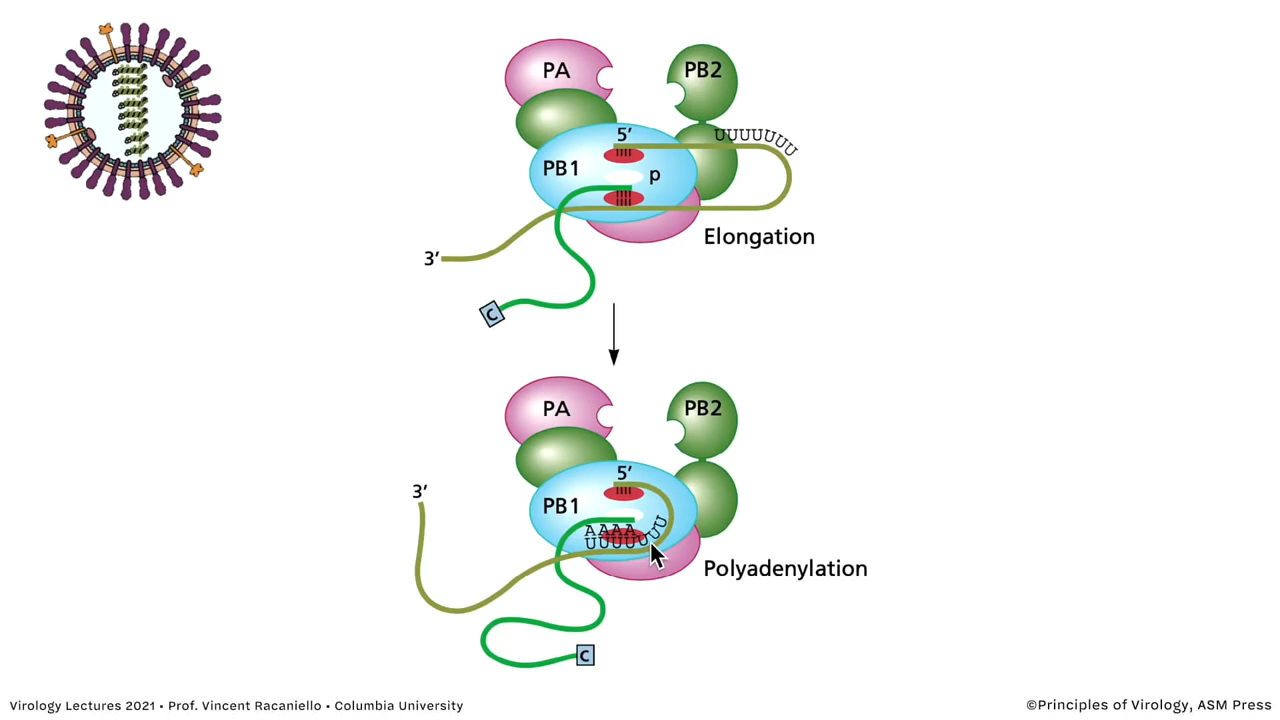 PA
PB2
5′
UUUUUUU
PB1
p
Elongation
3′
C
PA
PB2
5′
3′
PB1
AAAA
UUUUUUU
Polyadenylation
C
Virology Lectures 2021 • Prof. Vincent Racaniello • Columbia University
©Principles of Virology, ASM Press